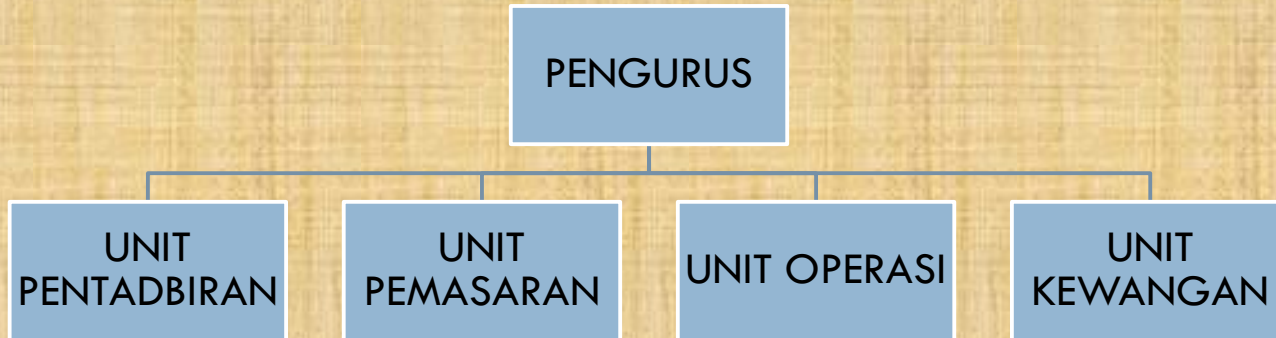 PENGURUS
UNIT
PENTADBIRAN
UNIT
PEMASARAN
UNIT OPERASI
UNIT
KEWANGAN